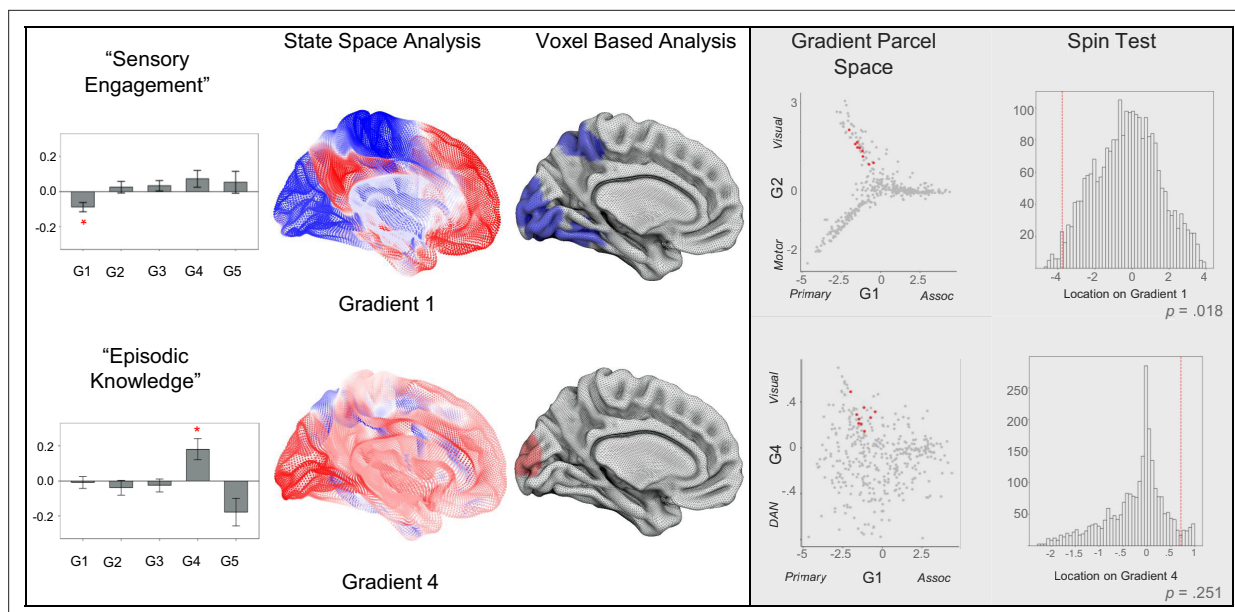 State Space Analysis
Voxel Based Analysis
Gradient Parcel
Space
Spin Test
“Sensory
Engagement”
0.2
0.0
-0.2
*
G1 G2 G3 G4 G5
Gradient 1
3
0
-2
Visual
G2
Motor
-5 -2.5 0 2.5 5
Primary G1 Assoc
100
80
60
40
20
-4 -2 0 2 4
Location on Gradient 1
p = .018
“Episodic
Knowledge”
0.2
0.0
-0.2
*
G1 G2 G3 G4 G5
Gradient 4
.4
0
-.4
Visual
G4
DAN
-5 -2.5 0 2.5 5
Primary G1 Assoc
250
200
150
100
50
-2 -1.5 -1 -.5 0 .5 1
Location on Gradient 4
p = .251